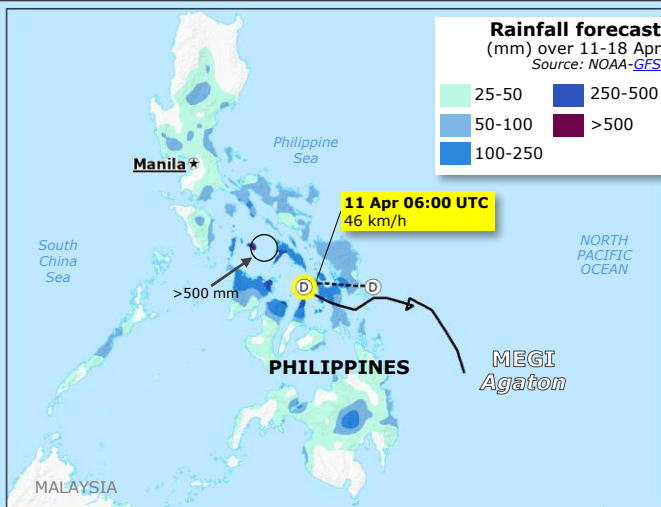 Rainfall forecast
(mm) over 11-18 Apr
Source: NOAA-GFS
25-50
250-500
50-100
>500
100-250
Philippine
Sea
Manila
11 Apr 06:00 UTC
46 km/h
South
China
Sea
NORTH
PACIFIC
OCEAN
>500 mm
D
D
MEGI
Agaton
PHILIPPINES
MALAYSIA